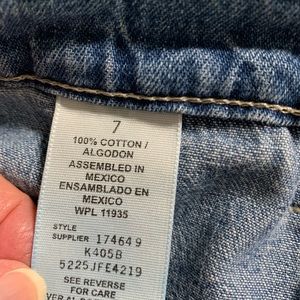 7
100% COTTON /
ALGODON
ASSEMBLED IN
MEXICO
ENSAMBLADO EN
MEXICO
WPL 11935
STYLE
SUPPLIER 174649
K405B
5225JFE4219
SEE REVERSE
FOR CARE